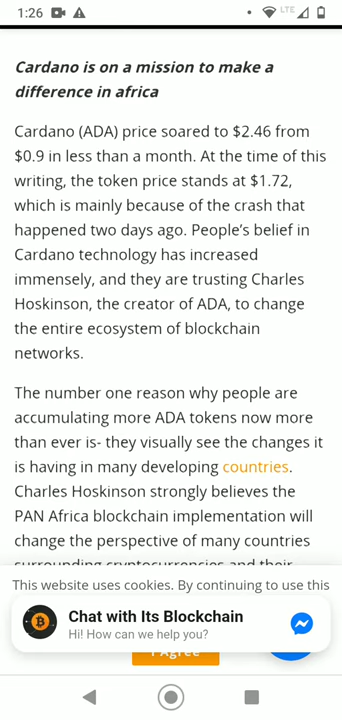 1:26
LTE
Cardano is on a mission to make a
difference in africa
Cardano (ADA) price soared to $2.46 from
$0.9 in less than a month. At the time of this
writing, the token price stands at $1.72,
which is mainly because of the crash that
happened two days ago. People’s belief in
Cardano technology has increased
immensely, and they are trusting Charles
Hoskinson, the creator of ADA, to change
the entire ecosystem of blockchain
networks.
The number one reason why people are
accumulating more ADA tokens now more
than ever is- they visually see the changes it
is having in many developing countries.
Charles Hoskinson strongly believes the
PAN Africa blockchain implementation will
change the perspective of many countries
surrounding cryptocurrencies and their
This website uses cookies. By continuing to use this
Chat with Its Blockchain
Hi! How can we help you?
I Agree